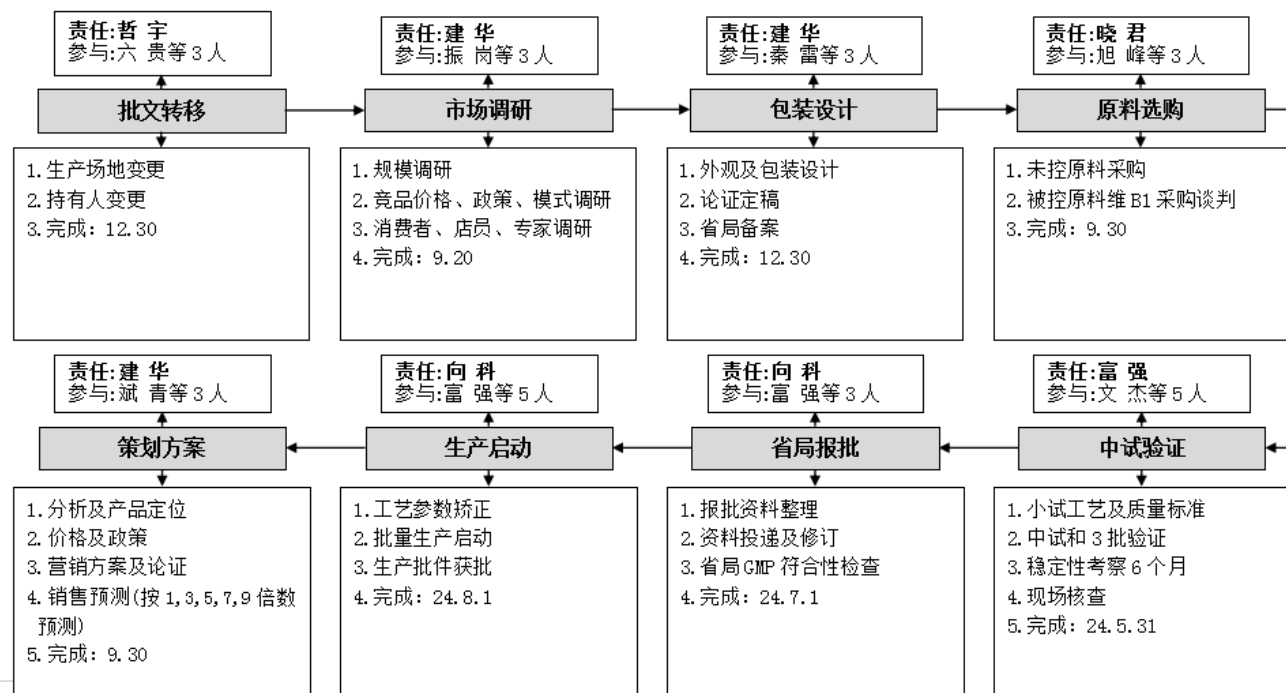 责任:哲 宇
参与:六 贵等3人
批文转移
1.生产场地变更
2.持有人变更
3.完成：12.30
责任:建 华
参与:振 岗等3人
市场调研
1.规模调研
2.竞品价格、政策、模式调研
3.消费者、店员、专家调研
4.完成：9.20
责任:建 华
参与:秦 雷等3人
包装设计
1.外观及包装设计
2.论证定稿
3.省局备案
4.完成：12.30
责任:晓 君
参与:旭 峰等3人
原料选购
1.未控原料采购
2.被控原料维B1采购谈判
3.完成：9.30
责任:建 华
参与:斌 青等3人
策划方案
1.分析及产品定位
2.价格及政策
3.营销方案及论证
4.销售预测(按1,3,5,7,9倍数
预测)
5.完成：9.30
责任:向 科
参与:富 强等5人
生产启动
1.工艺参数矫正
2.批量生产启动
3.生产批件获批
4.完成：24.8.1
责任:向 科
参与:富 强等3人
省局报批
1.报批资料整理
2.资料投递及修订
3.省局GMP符合性检查
4.完成：24.7.1
责任:富 强
参与:文 杰等5人
中试验证
1.小试工艺及质量标准
2.中试和3批验证
3.稳定性考察6个月
4.现场核查
5.完成：24.5.31